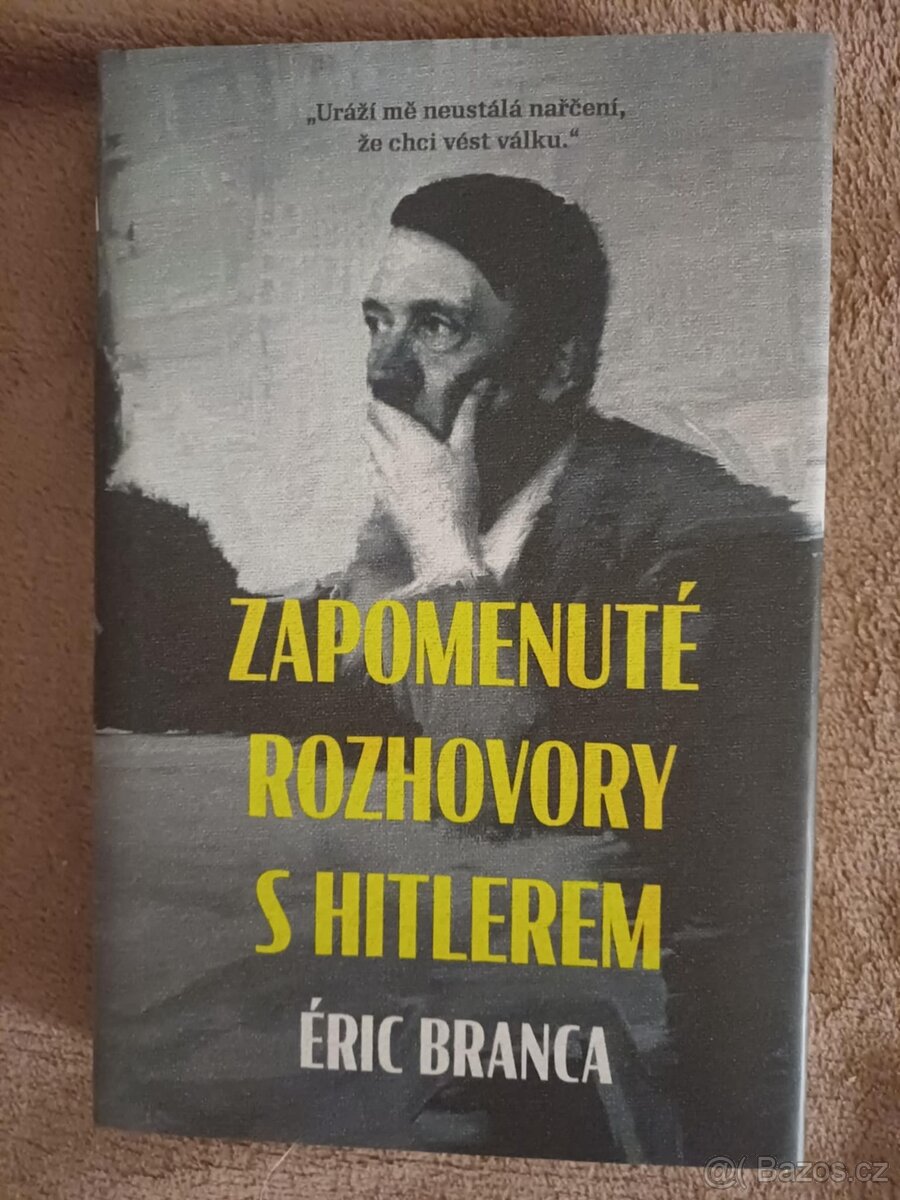 „Uráží mě neustálá nařčení,
že chci vést válku.“
ZAPOMENUTÉ
ROZHOVORY
S HITLEREM
ÉRIC BRANCA
@( Bazos.cz